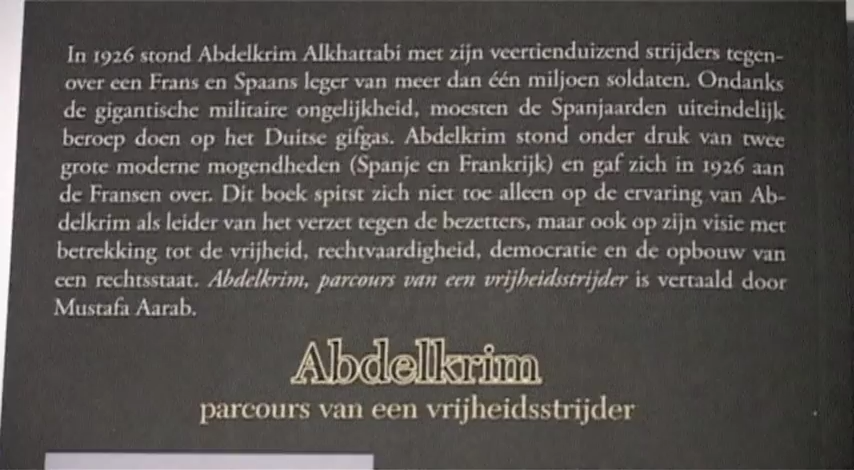 In 1926 stond Abdelkrim Alkhattabi met zijn veertienduizend strijders tegen-
over een Frans en Spaans leger van meer dan één miljoen soldaten. Ondanks
de gigantische militaire ongelijkheid, moesten de Spanjaarden uiteindelijk
beroep doen op het Duitse gifgas. Abdelkrim stond onder druk van twee
grote moderne mogendheden (Spanje en Frankrijk) en gaf zich in 1926 aan
de Fransen over. Dit boek spitst zich niet toe alleen op de ervaring van Ab-
delkrim als leider van het verzet tegen de bezetters, maar ook op zijn visie met
betrekking tot de vrijheid, rechtvaardigheid, democratie en de opbouw van
een rechtsstaat. Abdelkrim, parcours van een vrijheidsstrijder is vertaald door
Mustafa Aarab.
Abdelkrim
parcours van een vrijheidsstrijder